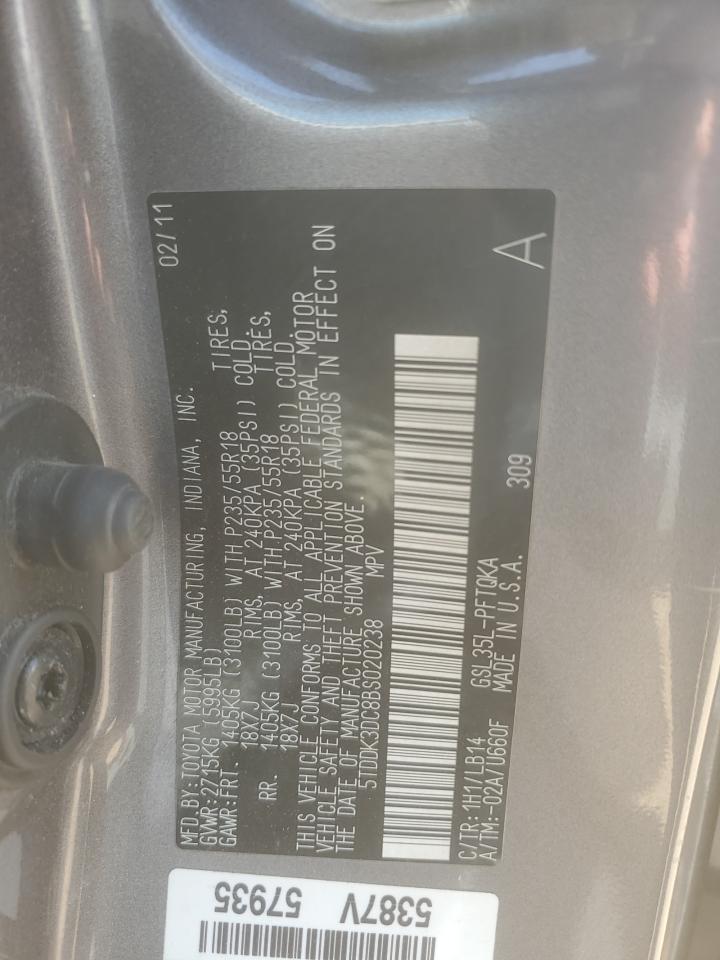 MFD.BY:TOYOTA MOTOR MANUFACTURING, INDIANA, INC. 02/11
GVWR:2715KG (5995LB)
GAWR:FRT. 1405KG (3100LB) WITH P235/55R18 TIRES,
18X7J RIMS, AT 240KPA (35PSI) COLD.
RR. 1405KG (3100LB) WITH P235/55R18 TIRES,
18X7J RIMS, AT 240KPA (35PSI) COLD.
THIS VEHICLE CONFORMS TO ALL APPLICABLE FEDERAL MOTOR
VEHICLE SAFETY AND THEFT PREVENTION STANDARDS IN EFFECT ON
THE DATE OF MANUFACTURE SHOWN ABOVE.
5TDDK3DC8BS020238 MPV
C/TR:1H1/LB14 GSL35L-PFTQKA 309 A
A/TM:-02A/U660F MADE IN U.S.A.
5387V
57935